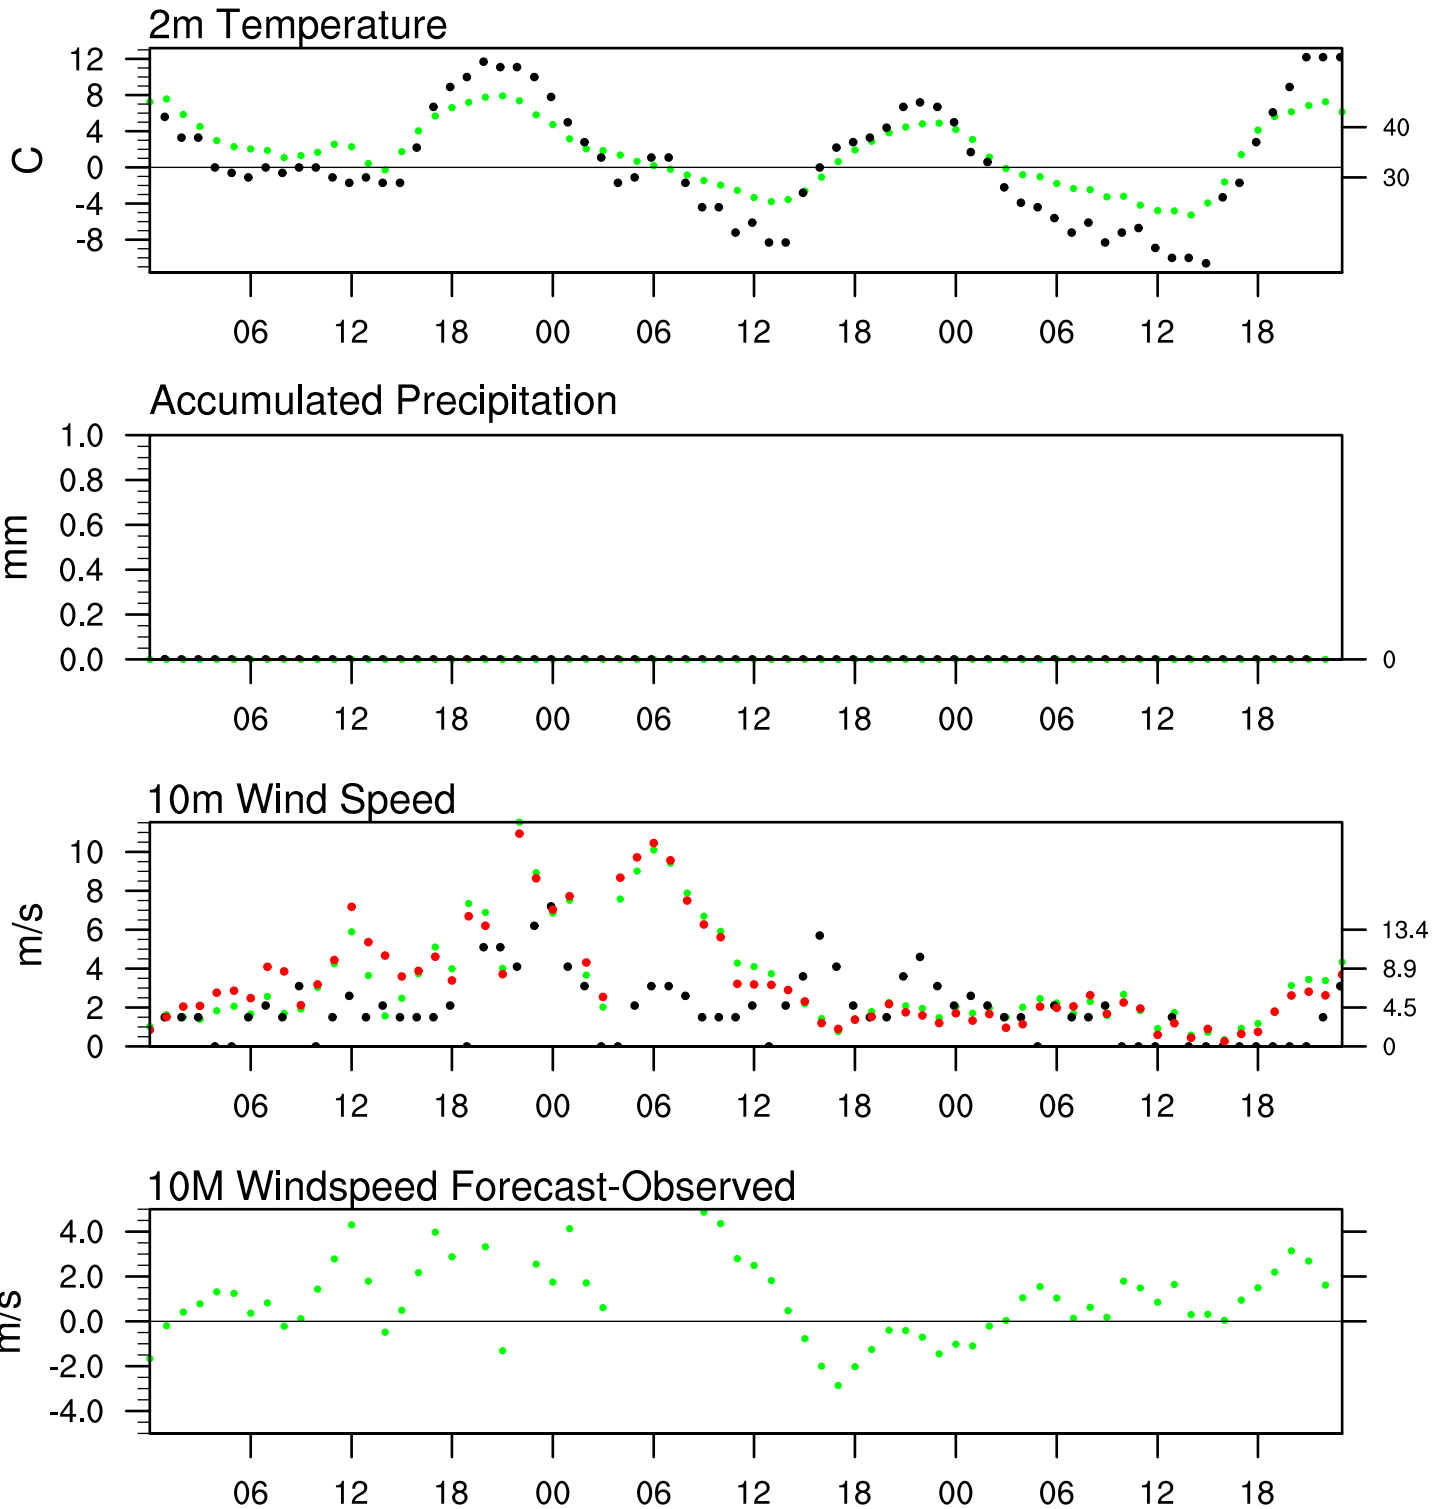 2m Temperature
12
8
4
0
-4
-8
C
40
30
06 12 18 00 06 12 18 00 06 12 18
Accumulated Precipitation
1.0
0.8
0.6
0.4
0.2
0.0
mm
0
06 12 18 00 06 12 18 00 06 12 18
10m Wind Speed
10
8
6
4
2
0
m/s
13.4
8.9
4.5
0
06 12 18 00 06 12 18 00 06 12 18
10M Windspeed Forecast-Observed
4.0
2.0
0.0
-2.0
-4.0
m/s
06 12 18 00 06 12 18 00 06 12 18